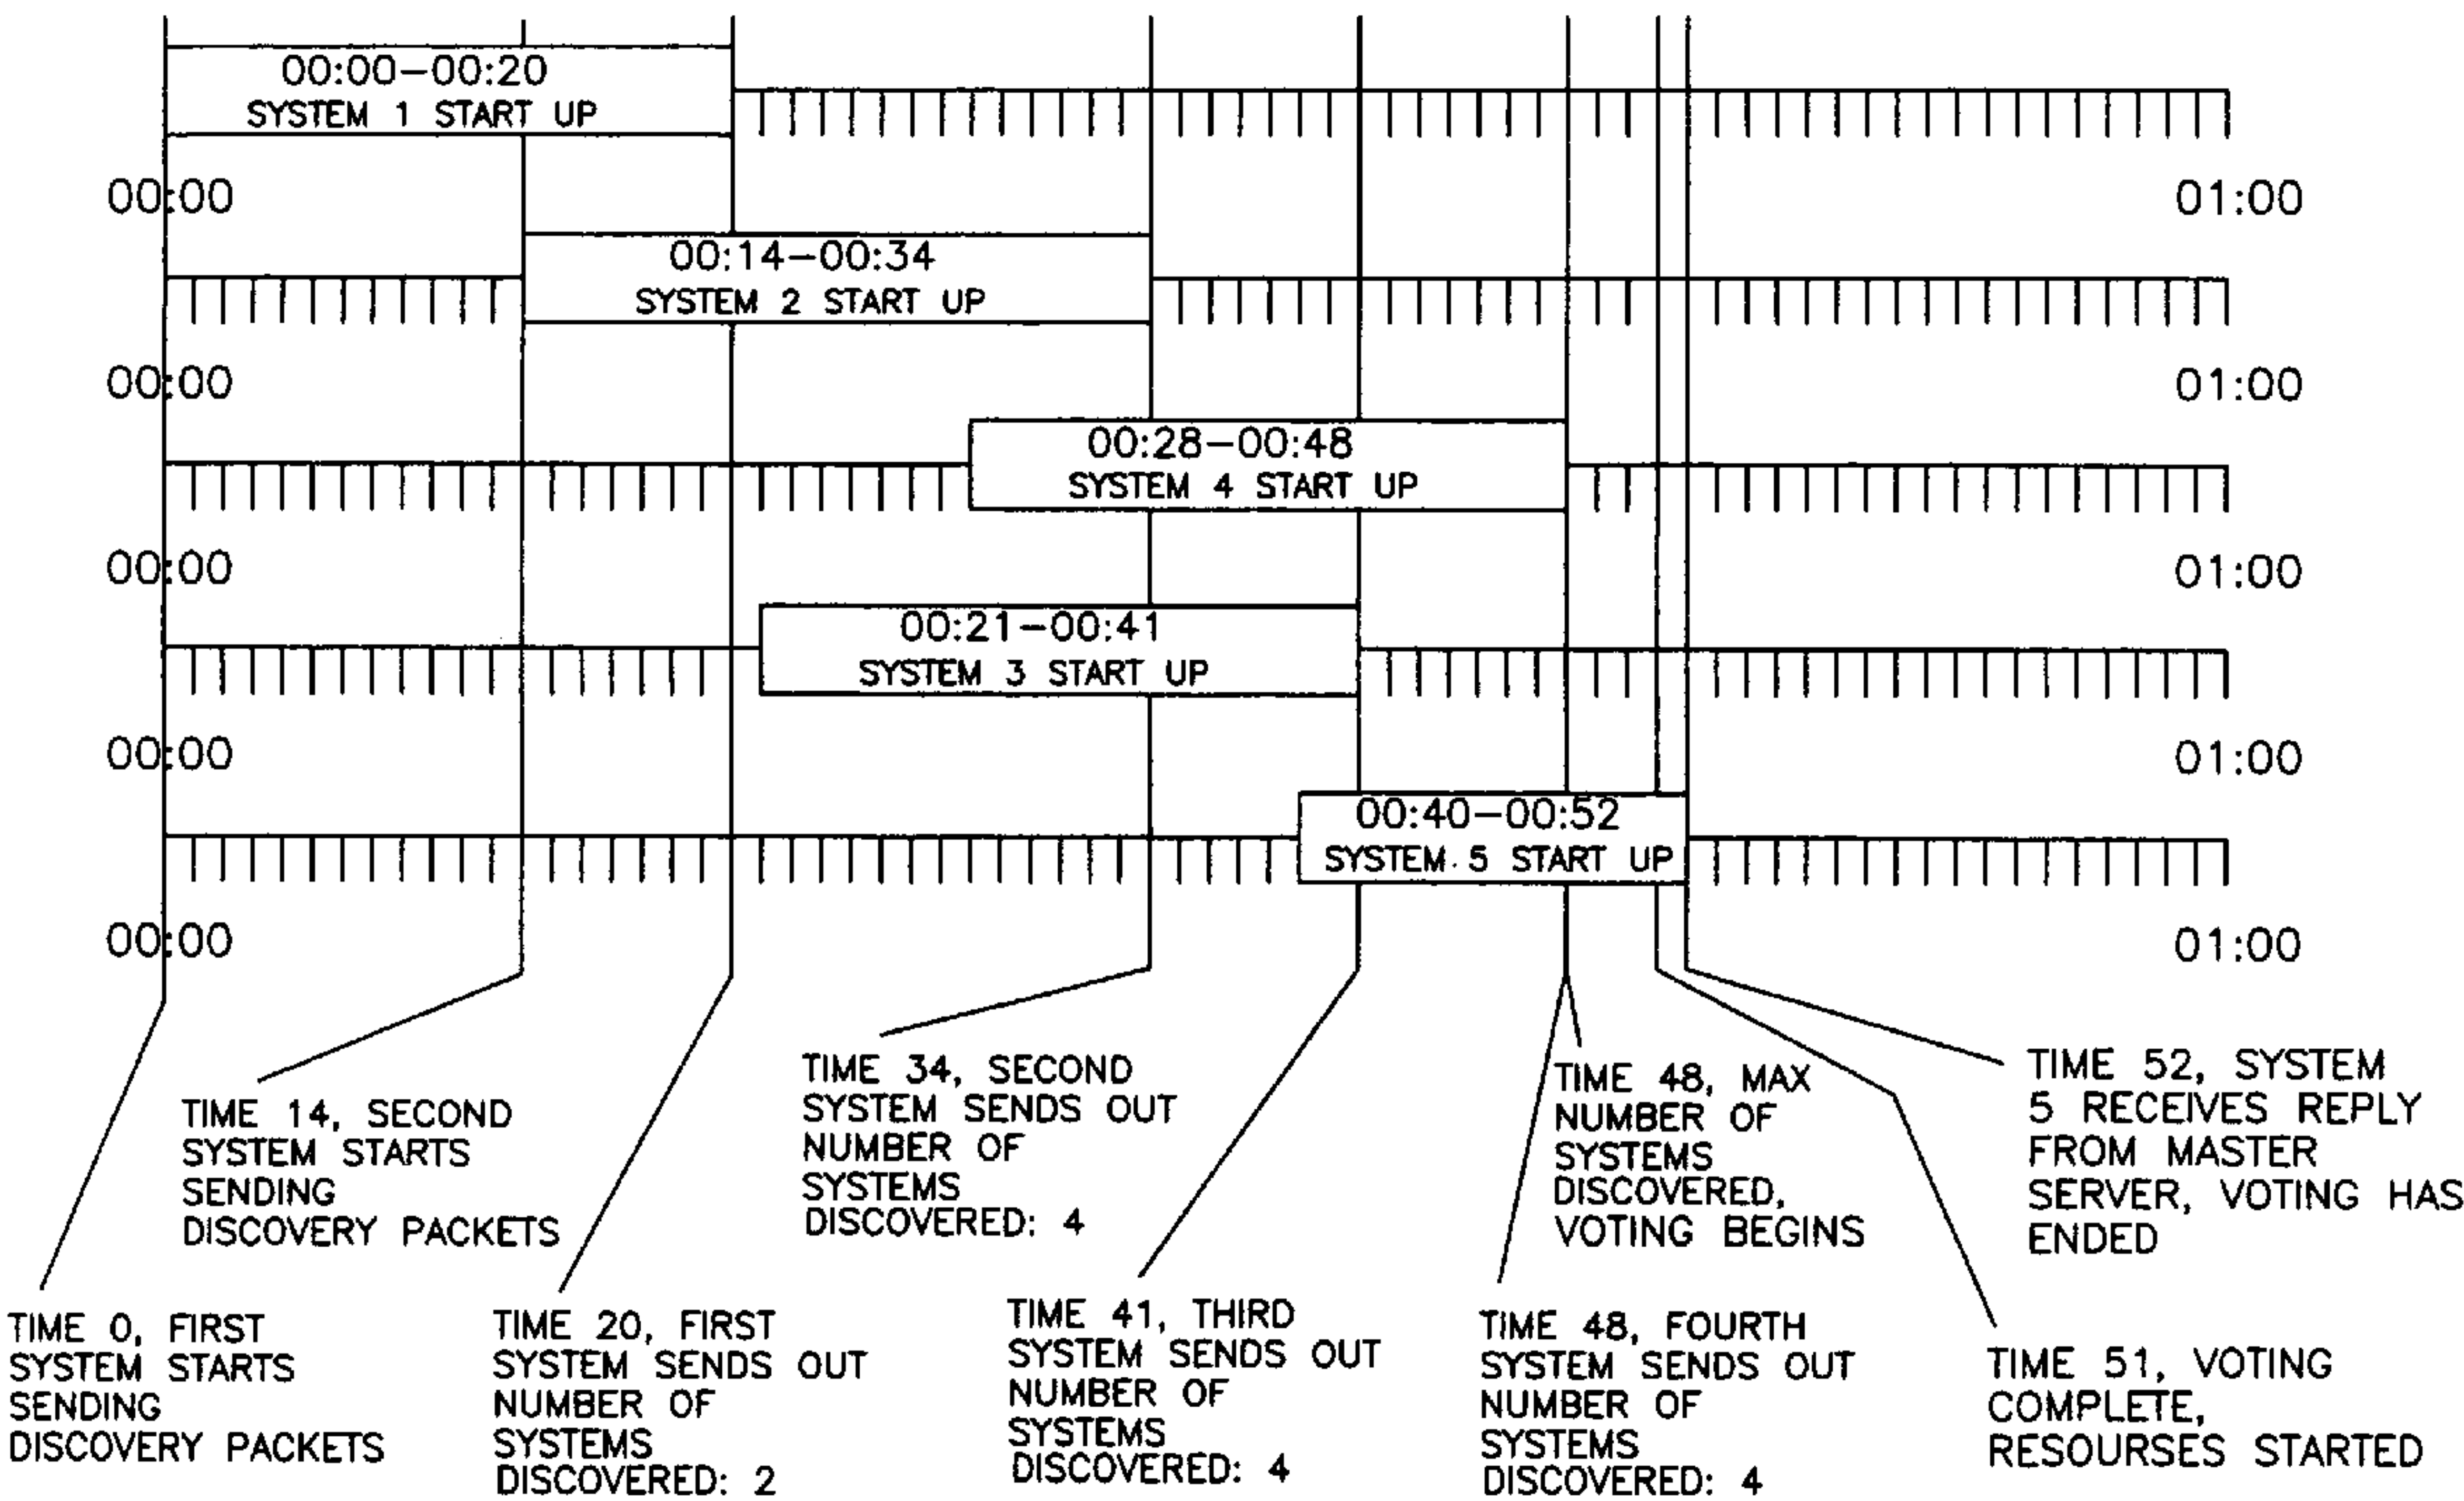 00:00-00:20
SYSTEM 1 START UP
00:00
01:00
00:14-00:34
SYSTEM 2 START UP
00:00
01:00
00:28-00:48
SYSTEM 4 START UP
00:00
01:00
00:21-00:41
SYSTEM 3 START UP
00:00
01:00
00:40-00:52
SYSTEM 5 START UP
00:00
01:00
TIME 0, FIRST
SYSTEM STARTS
SENDING
DISCOVERY PACKETS
TIME 14, SECOND
SYSTEM STARTS
SENDING
DISCOVERY PACKETS
TIME 20, FIRST
SYSTEM SENDS OUT
NUMBER OF
SYSTEMS
DISCOVERED: 2
TIME 34, SECOND
SYSTEM SENDS OUT
NUMBER OF
SYSTEMS
DISCOVERED: 4
TIME 41, THIRD
SYSTEM SENDS OUT
NUMBER OF
SYSTEMS
DISCOVERED: 4
TIME 48, MAX
NUMBER OF
SYSTEMS
DISCOVERED,
VOTING BEGINS
TIME 48, FOURTH
SYSTEM SENDS OUT
NUMBER OF
SYSTEMS
DISCOVERED: 4
TIME 51, VOTING
COMPLETE,
RESOURSES STARTED
TIME 52, SYSTEM
5 RECEIVES REPLY
FROM MASTER
SERVER, VOTING HAS
ENDED